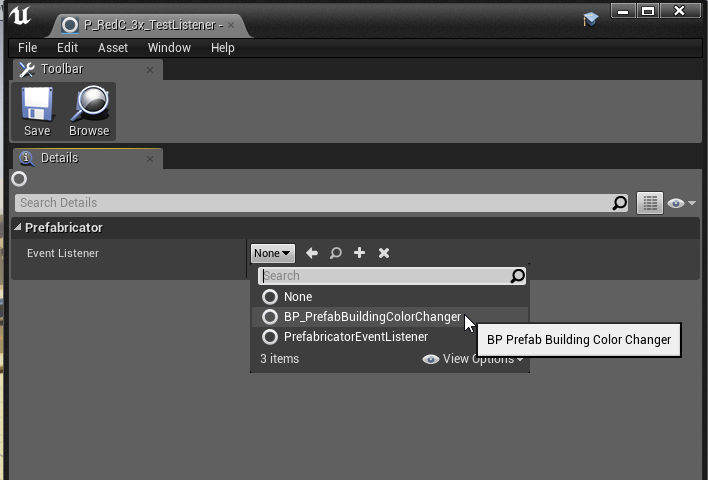 P_RedC_3x_TestListener -
File Edit Asset Window Help
Toolbar
Save Browse
Details
Search Details
Prefabricator
Event Listener None
Search
None
BP_PrefabBuildingColorChanger
BP Prefab Building Color Changer
PrefabricatorEventListener
3 items View Options